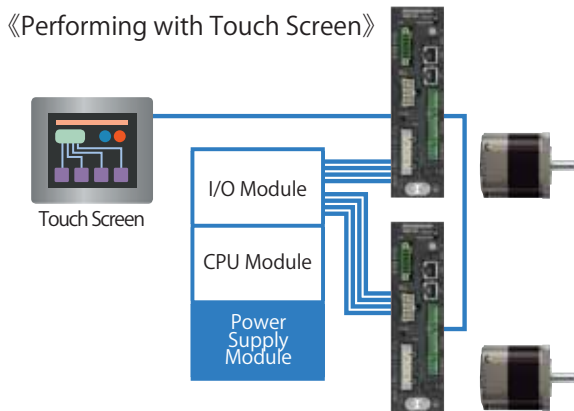 《Performing with Touch Screen》
Touch Screen
I/O Module
CPU Module
Power
Supply
Module